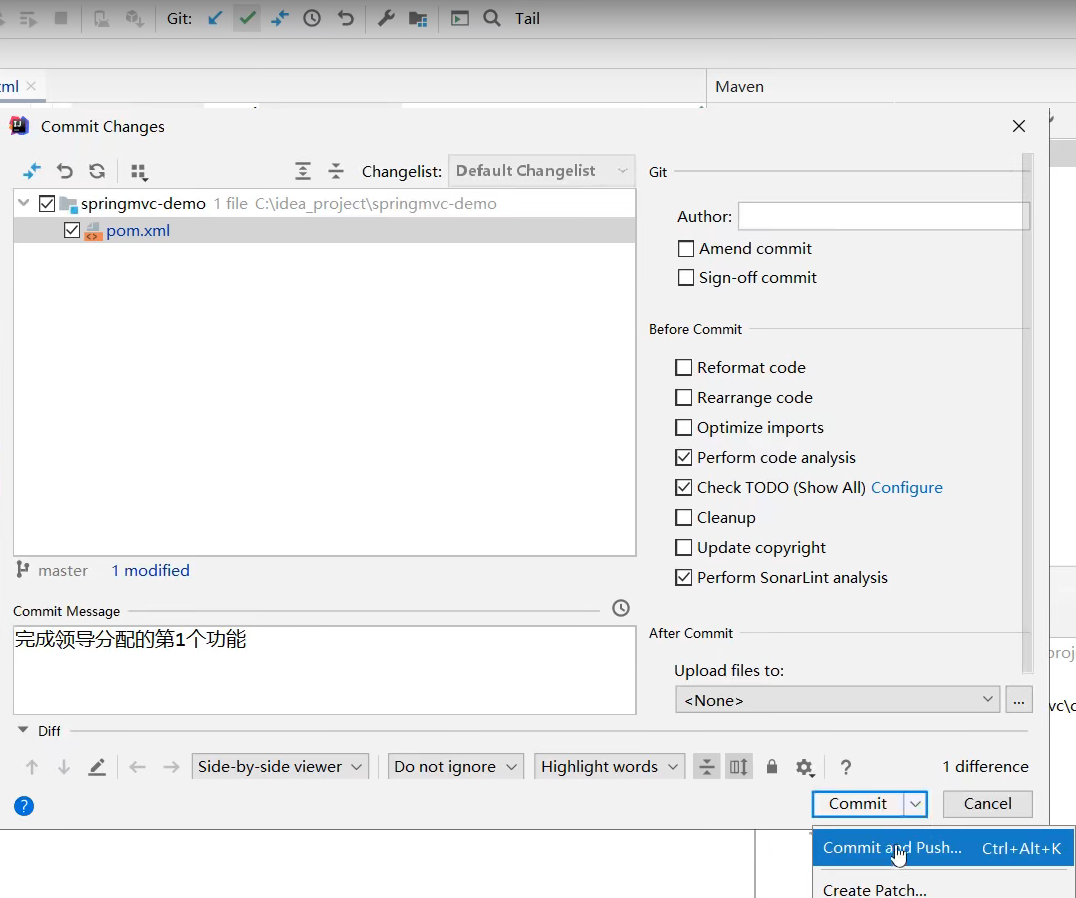 Git: Tail
xml
Maven
Commit Changes
Changelist: Default Changelist
springmvc-demo 1 file C:\idea_project\springmvc-demo
pom.xml
master 1 modified
Commit Message
完成领导分配的第1个功能
Git
Author:
Amend commit
Sign-off commit
Before Commit
Reformat code
Rearrange code
Optimize imports
Perform code analysis
Check TODO (Show All) Configure
Cleanup
Update copyright
Perform SonarLint analysis
After Commit
Upload files to:
<None> ...
Diff
Side-by-side viewer Do not ignore Highlight words ? 1 difference
? Commit Cancel
Commit and Push... Ctrl+Alt+K
Create Patch...